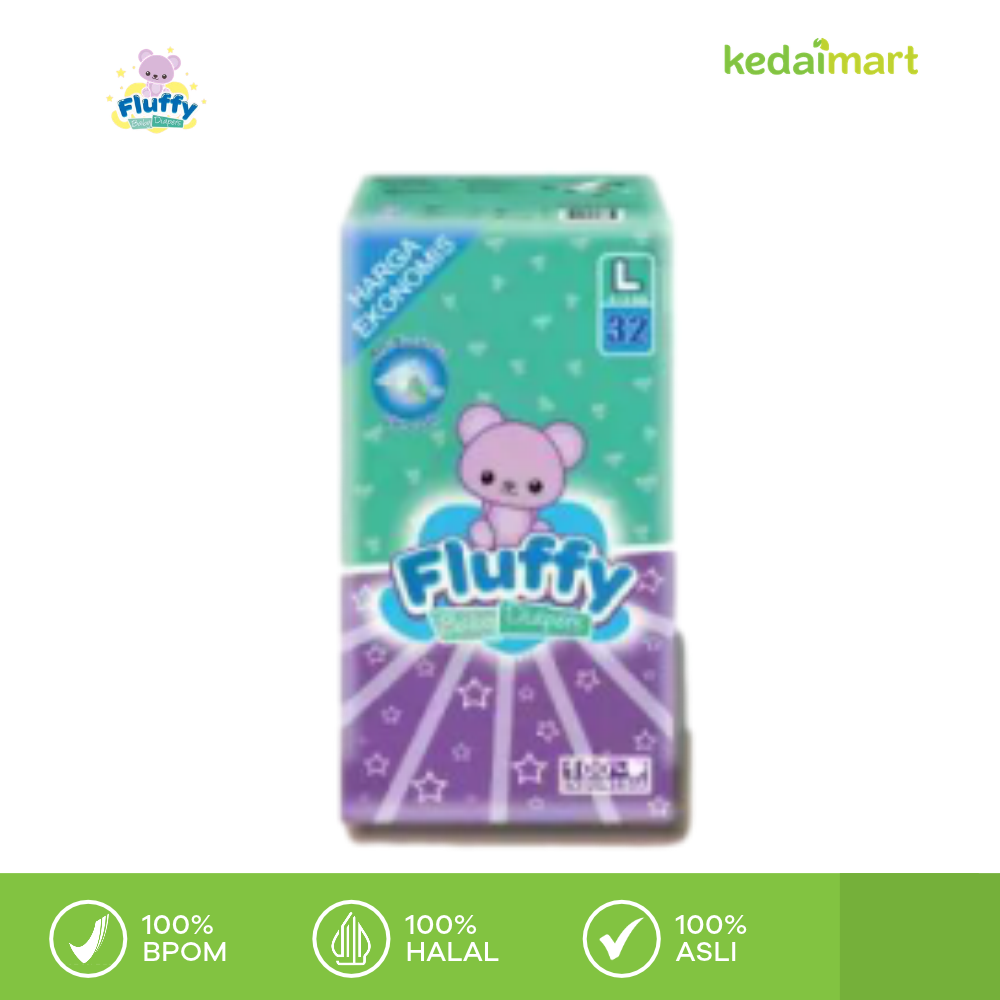 Fluffy
Baby Diapers
kedaimart
HARGA
EKONOMIS
L
32
Fluffy
Baby Diapers
100%
BPOM
100%
HALAL
100%
ASLI